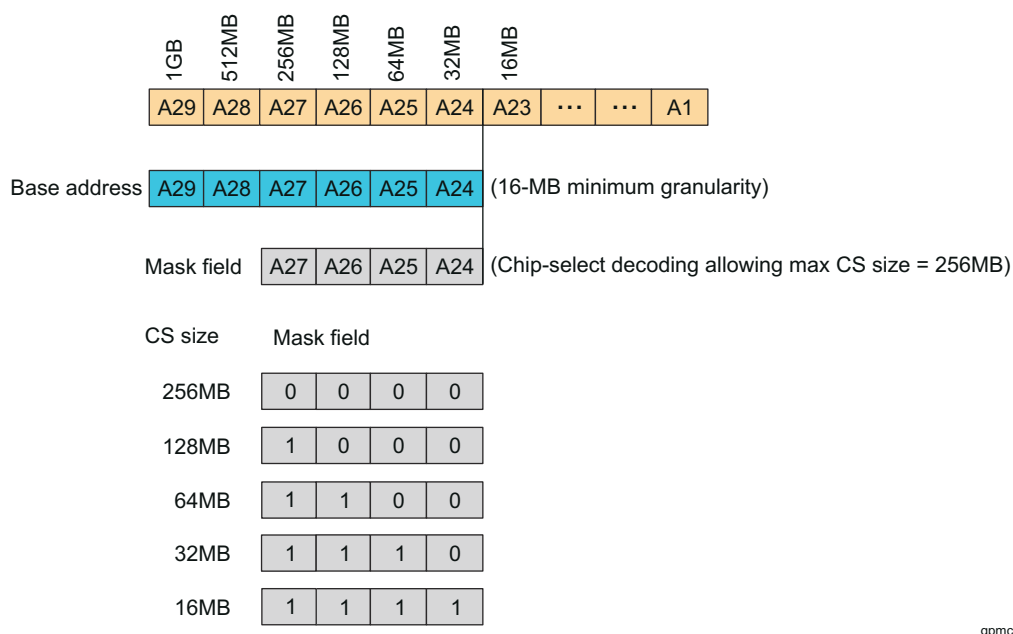 1GB 512MB 256MB 128MB 64MB 32MB 16MB
A29 A28 A27 A26 A25 A24 A23 ... ... A1
Base address A29 A28 A27 A26 A25 A24 (16-MB minimum granularity)
Mask field A27 A26 A25 A24 (Chip-select decoding allowing max CS size = 256MB)
CS size Mask field
256MB 0 0 0 0
128MB 1 0 0 0
64MB 1 1 0 0
32MB 1 1 1 0
16MB 1 1 1 1